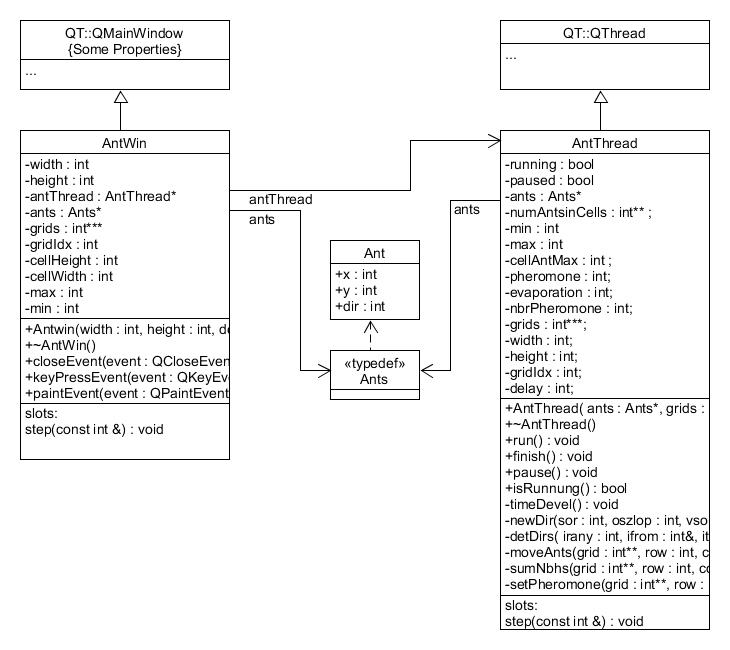 QT::QMainWindow
{Some Properties}
...
AntWin
-width : int
-height : int
-antThread : AntThread*
-ants : Ants*
-grids : int***
-gridIdx : int
-cellHeight : int
-cellWidth : int
-max : int
-min : int
+Antwin(width : int, height : int, de
+~AntWin()
+closeEvent(event : QCloseEven
+keyPressEvent(event : QKeyEv
+paintEvent(event : QPaintEvent
slots:
step(const int &) : void
antThread
ants
Ant
+x : int
+y : int
+dir : int
«typedef»
Ants
ants
QT::QThread
...
AntThread
-running : bool
-paused : bool
-ants : Ants*
-numAntsinCells : int** ;
-min : int
-max : int
-cellAntMax : int ;
-pheromone : int;
-evaporation : int;
-nbrPheromone : int;
-grids : int***;
-width : int;
-height : int;
-gridIdx : int;
-delay : int;
+AntThread( ants : Ants*, grids :
+~AntThread()
+run() : void
+finish() : void
+pause() : void
+isRunnung() : bool
-timeDevel() : void
-newDir(sor : int, oszlop : int, vso
-detDirs( irany : int, ifrom : int&, it
-moveAnts(grid : int**, row : int, c
-sumNbhs(grid : int**, row : int, co
-setPheromone(grid : int**, row :
slots:
step(const int &) : void